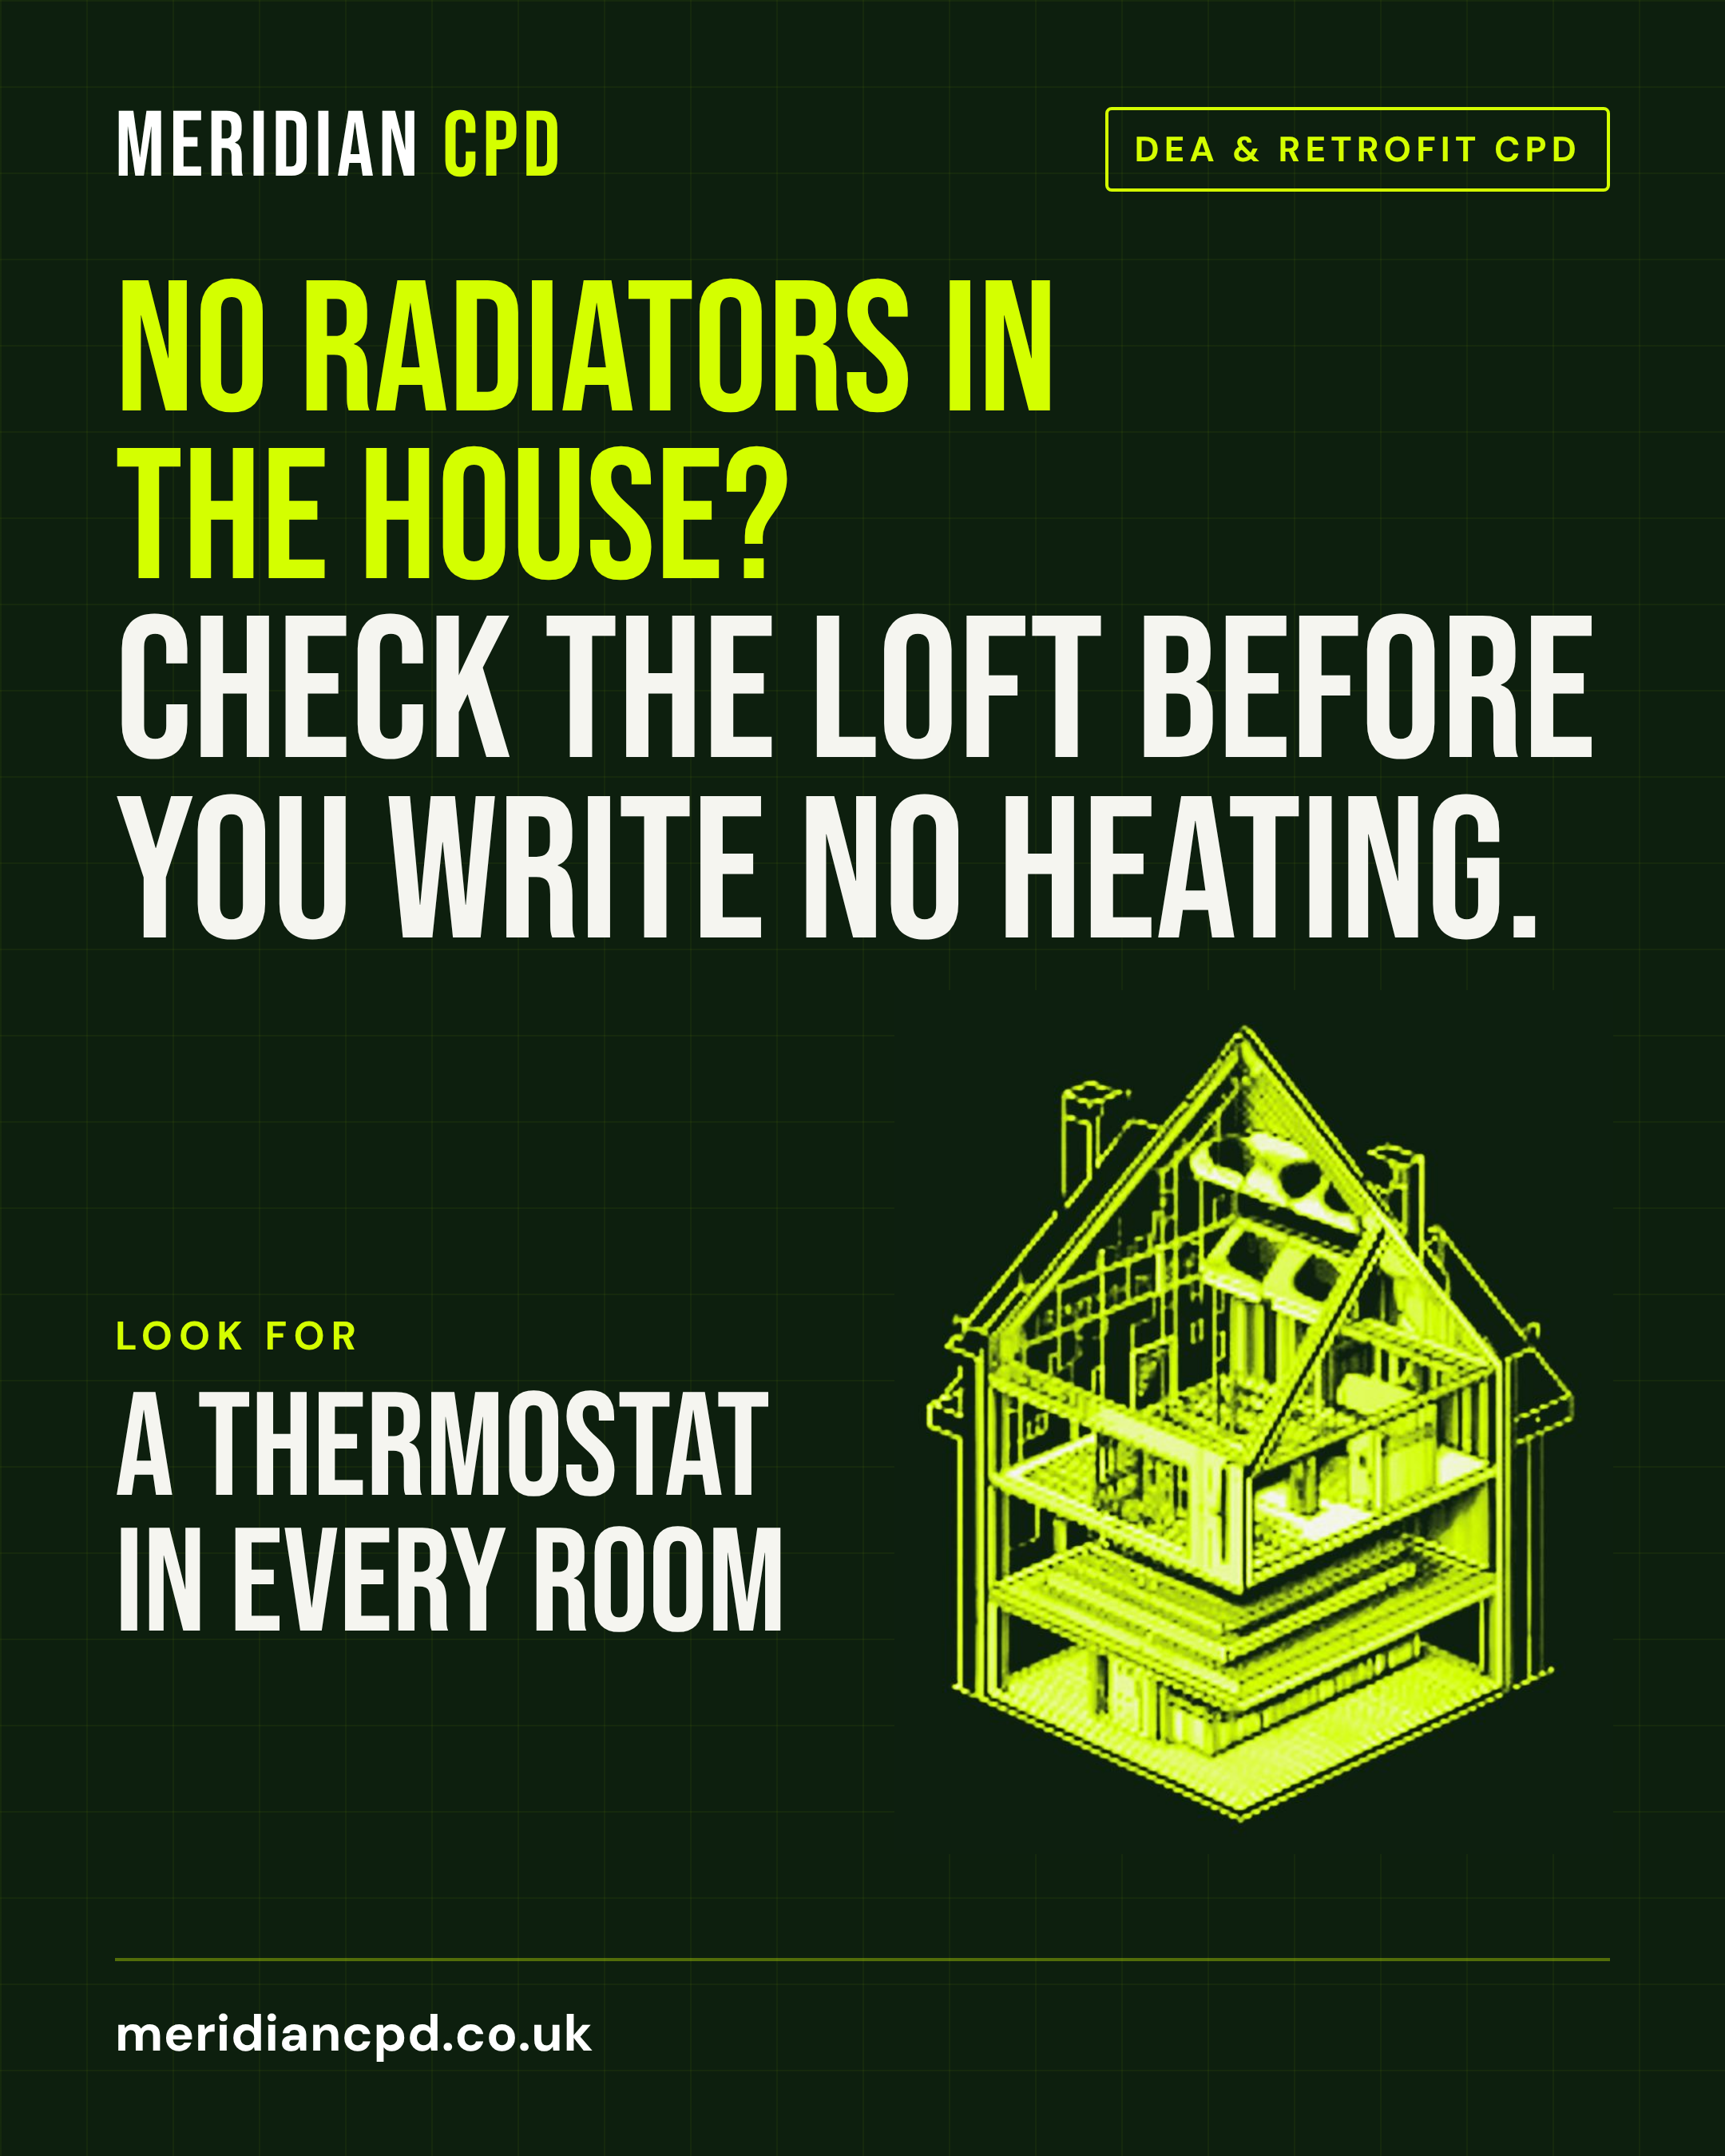 MERIDIAN CPD
DEA & RETROFIT CPD
NO RADIATORS IN
THE HOUSE?
CHECK THE LOFT BEFORE
YOU WRITE NO HEATING.
LOOK FOR
A THERMOSTAT
IN EVERY ROOM
meridiancpd.co.uk